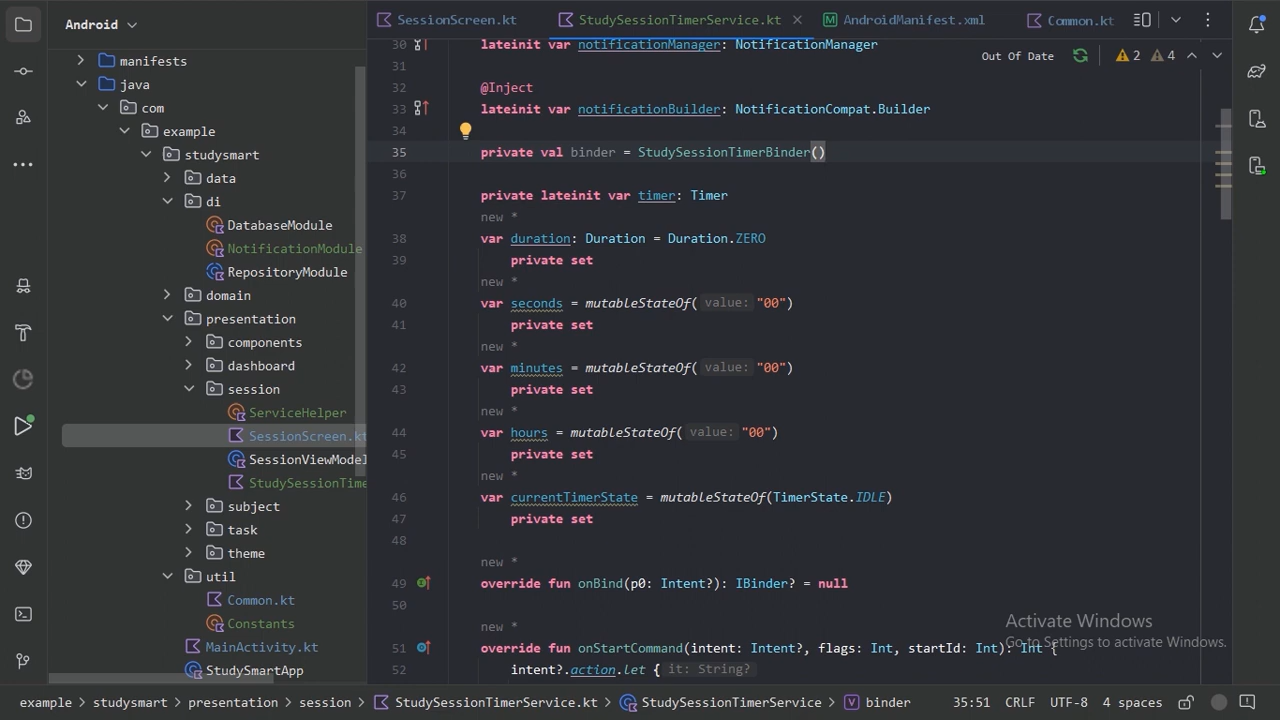 Android
SessionScreen.kt
StudySessionTimerService.kt
AndroidManifest.xml
Common.kt
manifests
java
com
example
studysmart
data
di
DatabaseModule
NotificationModule
RepositoryModule
domain
presentation
components
dashboard
session
ServiceHelper
SessionScreen.kt
SessionViewModel
StudySessionTime
subject
task
theme
util
Common.kt
Constants
MainActivity.kt
StudySmartApp
Out Of Date
2
4
30 lateinit var notificationManager: NotificationManager
31
32 @Inject
33 lateinit var notificationBuilder: NotificationCompat.Builder
34
35 private val binder = StudySessionTimerBinder()
36
37 private lateinit var timer: Timer
new *
38 var duration: Duration = Duration.ZERO
39 private set
new *
40 var seconds = mutableStateOf( value: "00")
41 private set
new *
42 var minutes = mutableStateOf( value: "00")
43 private set
new *
44 var hours = mutableStateOf( value: "00")
45 private set
new *
46 var currentTimerState = mutableStateOf(TimerState.IDLE)
47 private set
48
new *
49 override fun onBind(p0: Intent?): IBinder? = null
50
new *
51 override fun onStartCommand(intent: Intent?, flags: Int, startId: Int): Int {
52 intent?.action.let { it: String?
Activate Windows
Go to Settings to activate Windows.
example
studysmart
presentation
session
StudySessionTimerService.kt
StudySessionTimerService
binder
35:51
CRLF
UTF-8
4 spaces